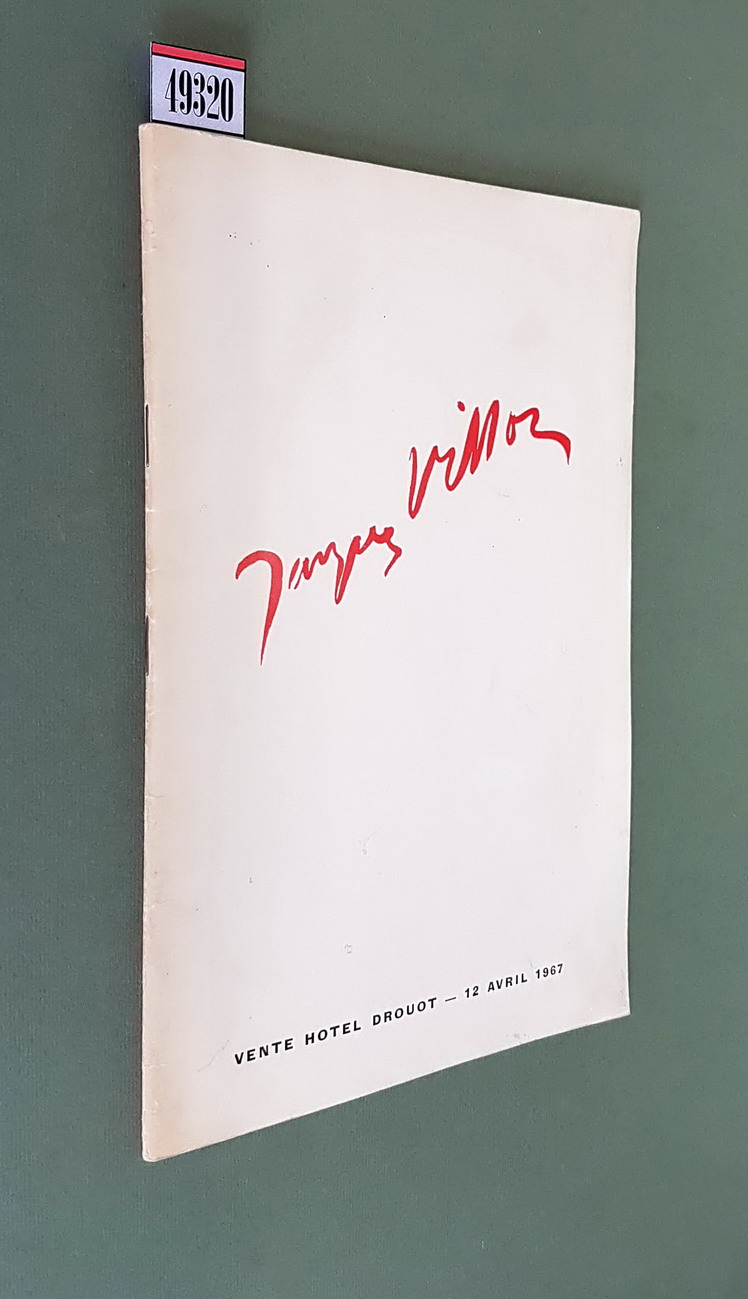 49320
Jacques Villon
VENTE HOTEL DROUOT — 12 AVRIL 1967